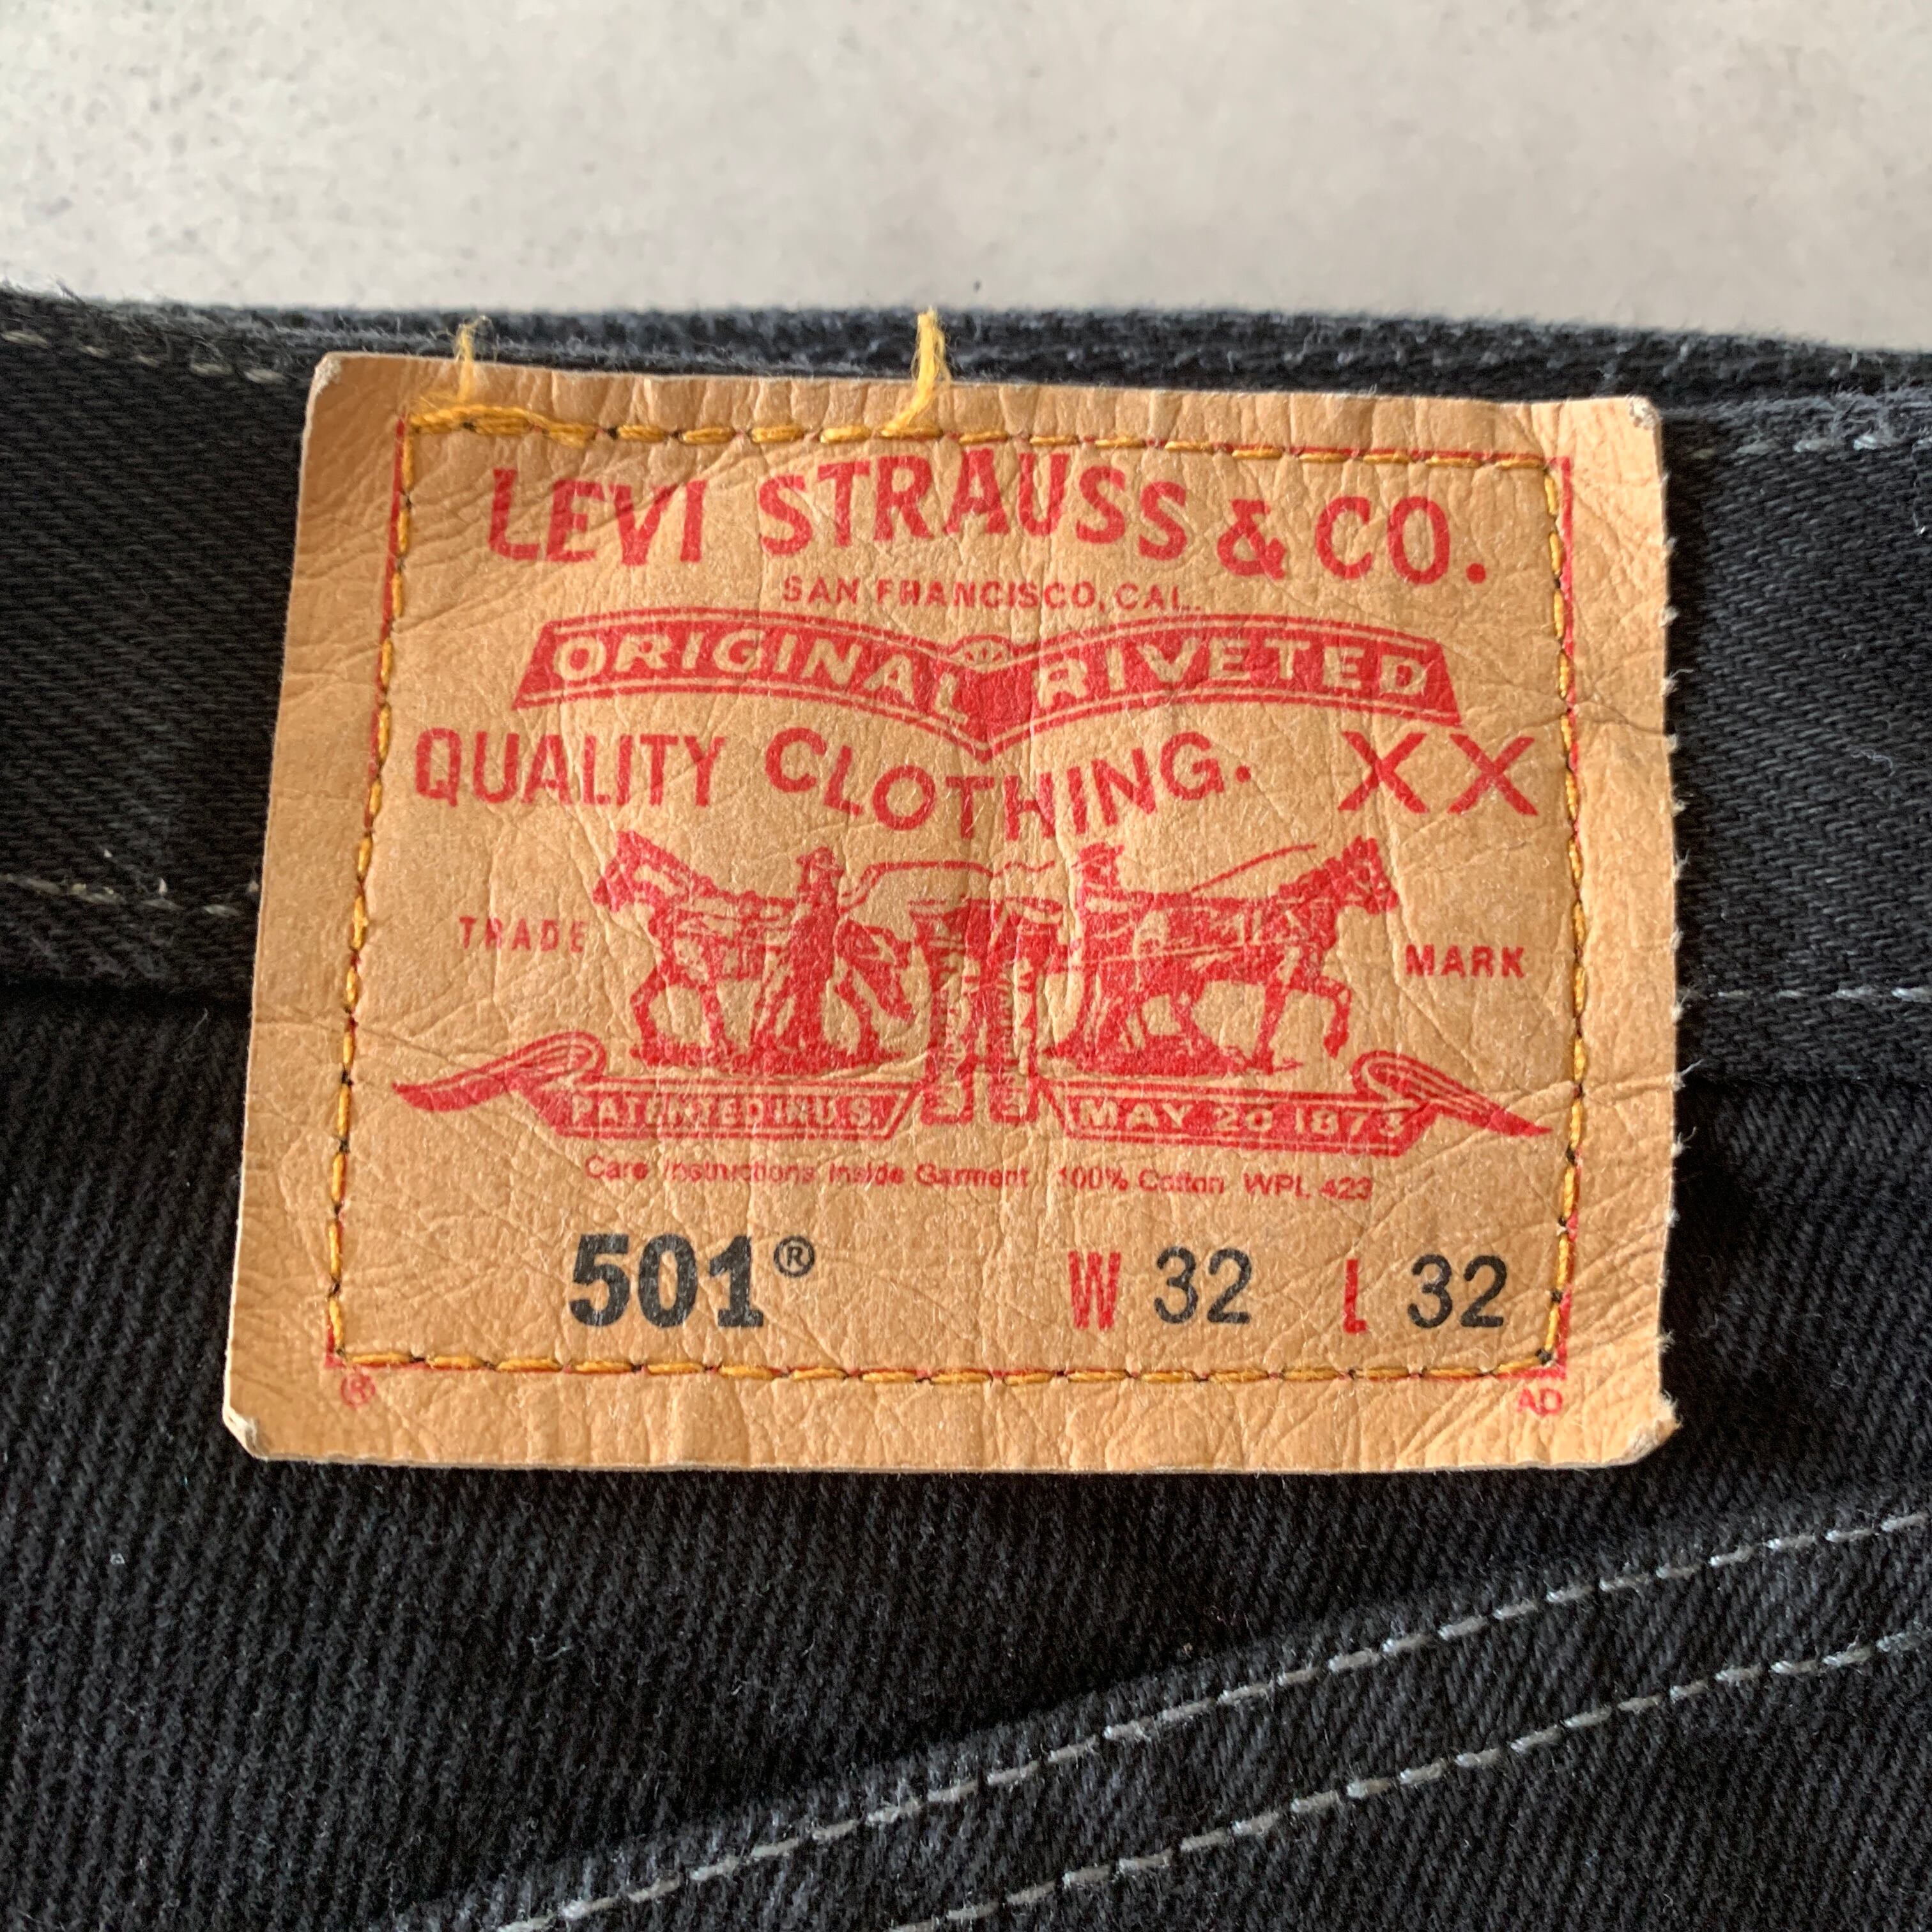 LEVI STRAUSS & CO.
SAN FRANCISCO, CAL.
ORIGINAL RIVETED
QUALITY CLOTHING. XX
TRADE MARK
PATENTED IN U.S. MAY 20 1873
Care Instructions Inside Garment 100% Cotton WPL 423
501® W 32 L 32
® AD